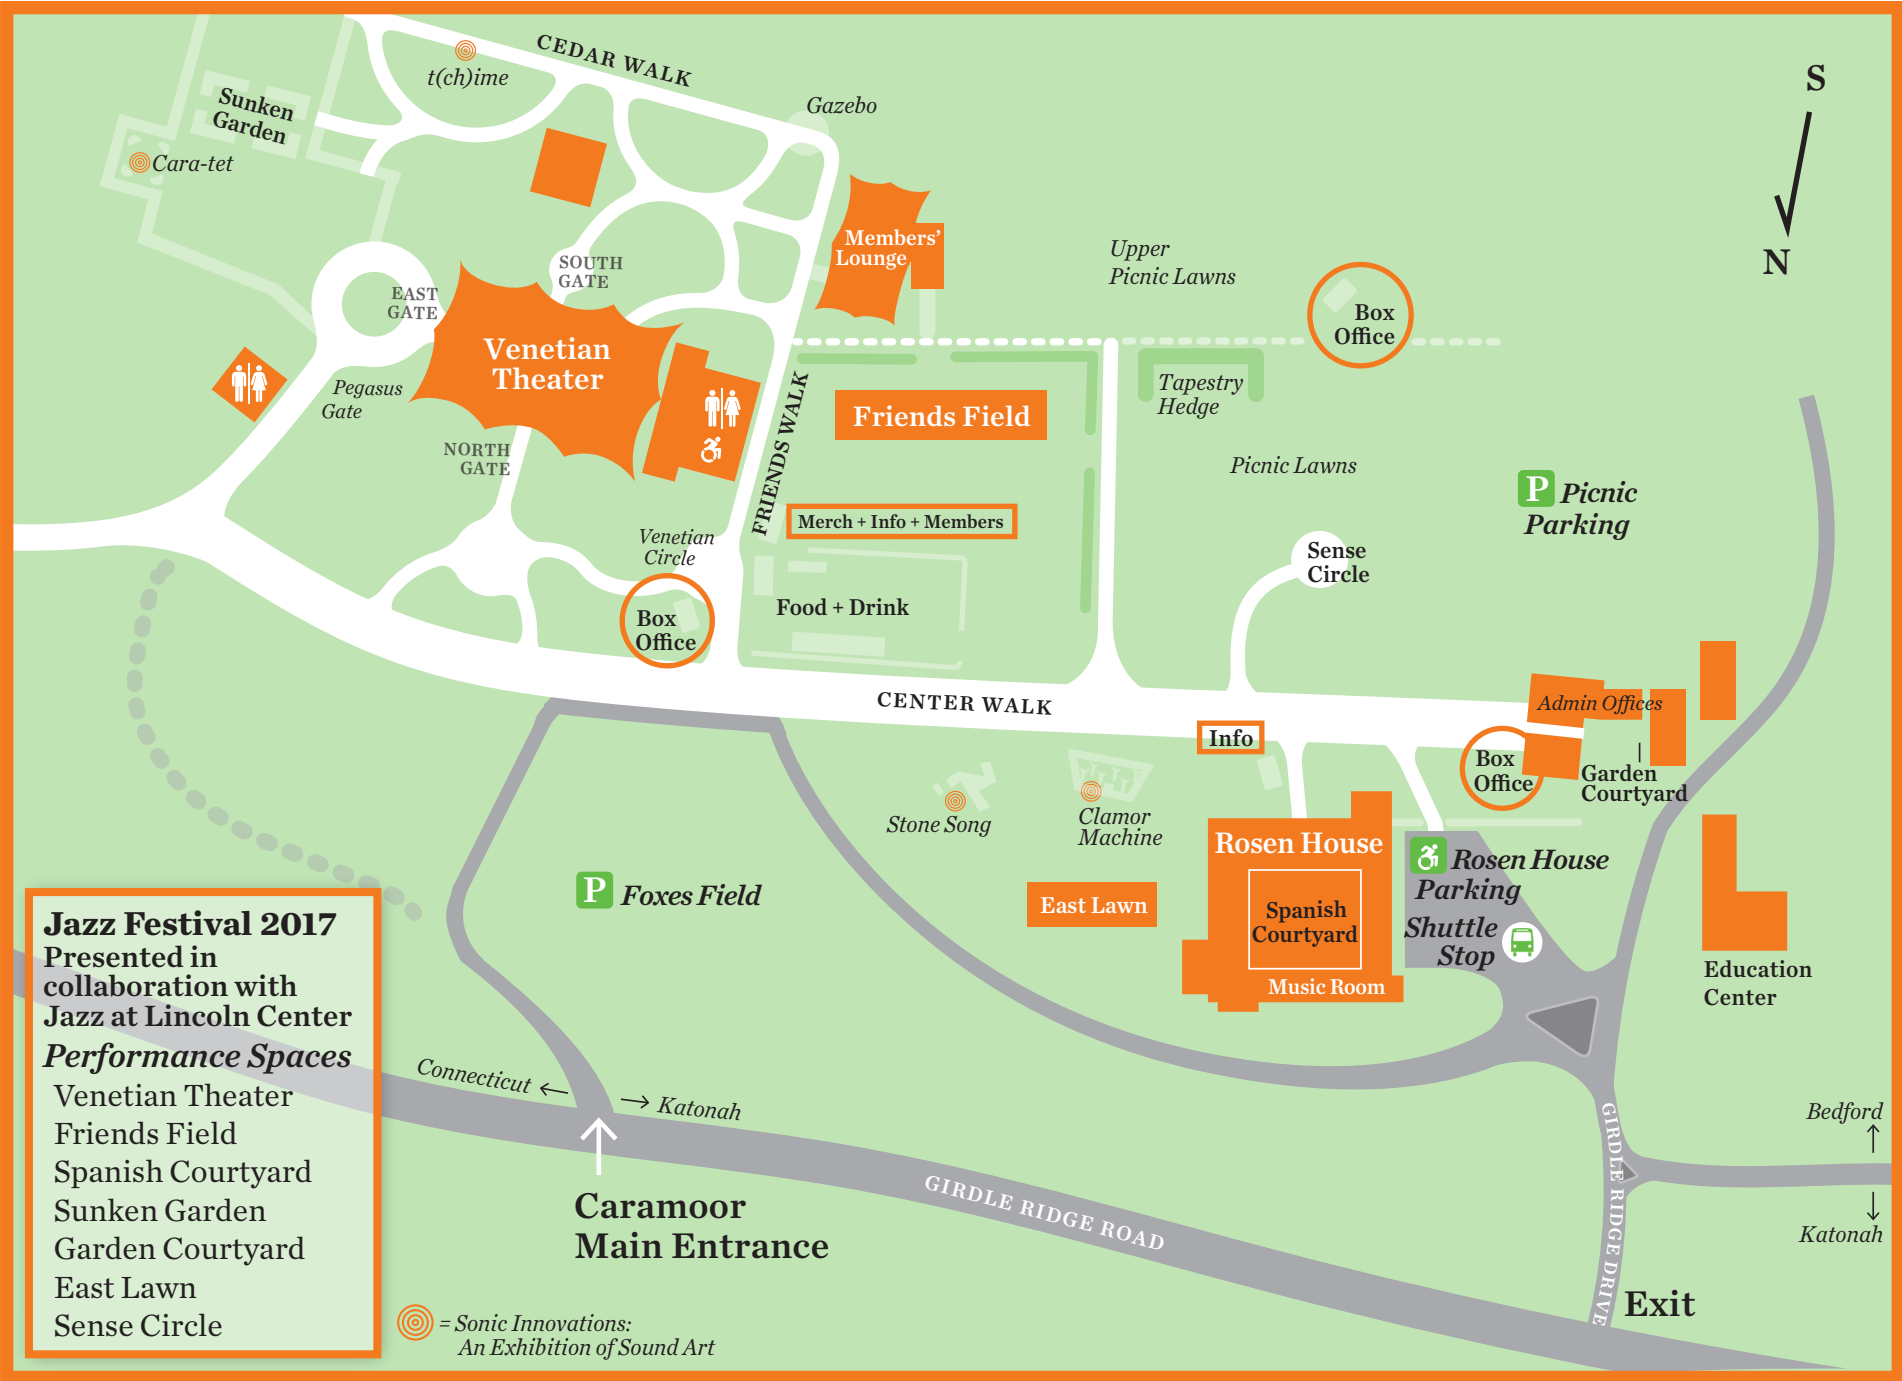 CEDAR WALK
t(ch)ime
Gazebo
S
N
Sunken
Garden
Cara-tet
Members'
Lounge
SOUTH
GATE
EAST
GATE
Upper
Picnic Lawns
Box
Office
Venetian
Theater
Pegasus
Gate
FRIENDS WALK
Friends Field
Tapestry
Hedge
NORTH
GATE
Picnic Lawns
P Picnic
Parking
Merch + Info + Members
Venetian
Circle
Sense
Circle
Box
Office
Food + Drink
CENTER WALK
Admin Offices
Info
Box
Office
Garden
Courtyard
Stone Song
Clamor
Machine
Rosen House
Rosen House
Parking
P Foxes Field
East Lawn
Spanish
Courtyard
Shuttle
Stop
Music Room
Education
Center
Jazz Festival 2017
Presented in
collaboration with
Jazz at Lincoln Center
Performance Spaces
Venetian Theater
Friends Field
Spanish Courtyard
Sunken Garden
Garden Courtyard
East Lawn
Sense Circle
Connecticut ←
→ Katonah
Caramoor
Main Entrance
GIRDLE RIDGE ROAD
GIRDLE RIDGE DRIVE
Bedford
↑
↓
Katonah
Exit
= Sonic Innovations:
An Exhibition of Sound Art